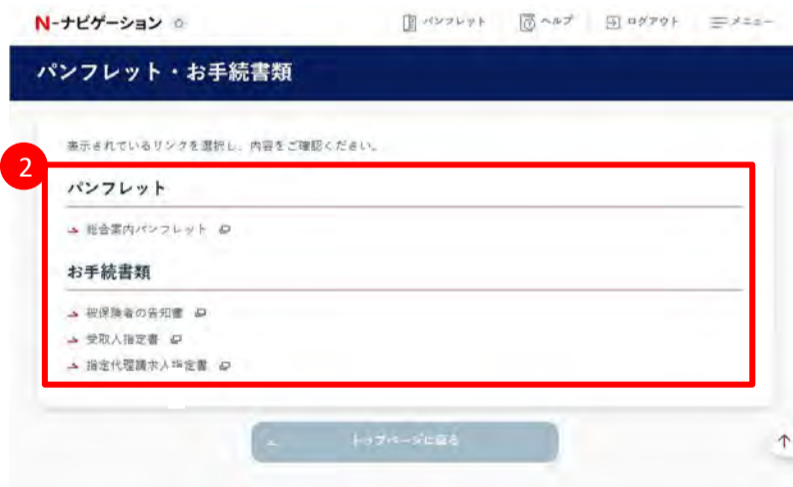 N-ナビゲーション
パンフレット ヘルプ ログアウト メニュー
パンフレット・お手続書類
表示されているリンクを選択し、内容をご確認ください。
2
パンフレット
総合案内パンフレット
お手続書類
被保険者の告知書
受取人指定書
指定代理請求人指定書
トップページに戻る